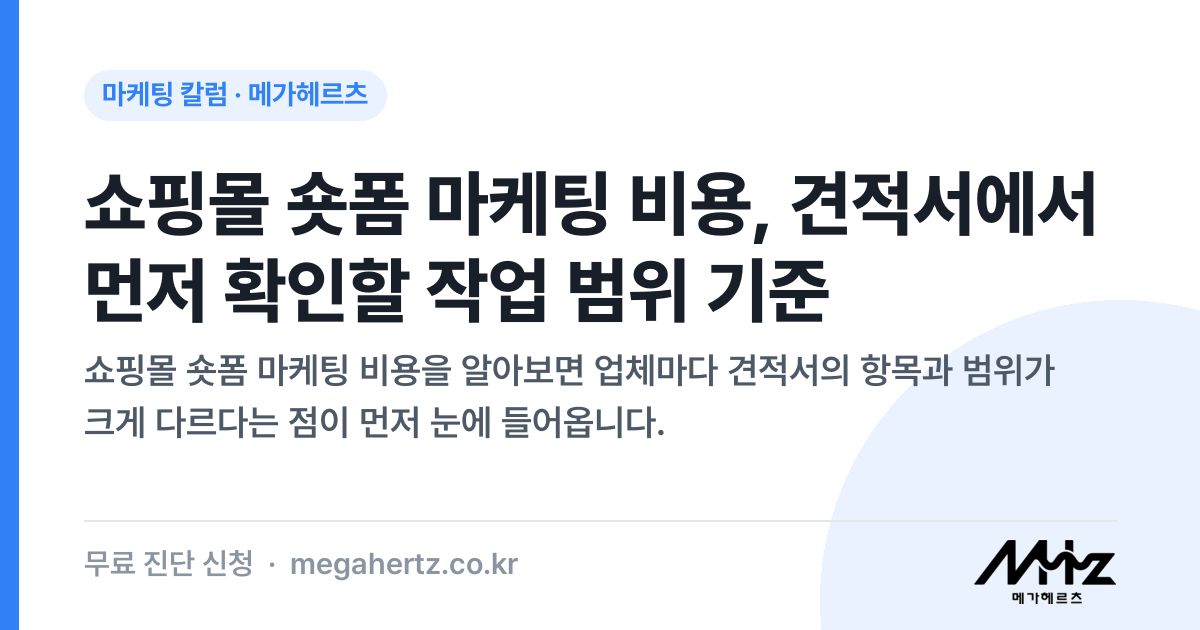 마케팅 칼럼 · 메가헤르츠
쇼핑몰 숏폼 마케팅 비용, 견적서에서
먼저 확인할 작업 범위 기준
쇼핑몰 숏폼 마케팅 비용을 알아보면 업체마다 견적서의 항목과 범위가
크게 다르다는 점이 먼저 눈에 들어옵니다.
무료 진단 신청 · megahertz.co.kr
MHz
메가헤르츠